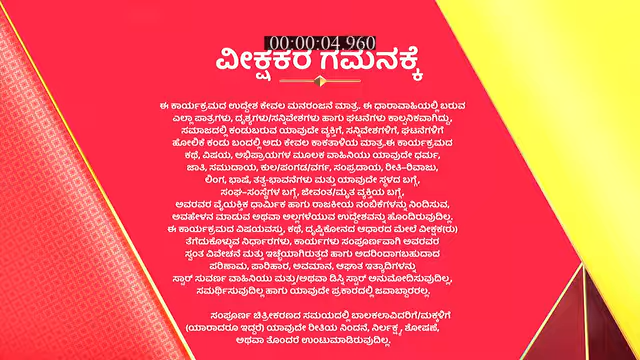 00:00:04.960
ವೀಕ್ಷಕರ ಗಮನಕ್ಕೆ
ಈ ಕಾರ್ಯಕ್ರಮದ ಉದ್ದೇಶ ಕೇವಲ ಮನರಂಜನೆ ಮಾತ್ರ. ಈ ಧಾರಾವಾಹಿಯಲ್ಲಿ ಬರುವ
ಎಲ್ಲಾ ಪಾತ್ರಗಳು, ದೃಶ್ಯಗಳು/ಸನ್ನಿವೇಶಗಳು ಹಾಗು ಘಟನೆಗಳು ಕಾಲ್ಪನಿಕವಾಗಿದ್ದು,
ಸಮಾಜದಲ್ಲಿ ಕಂಡುಬರುವ ಯಾವುದೇ ವ್ಯಕ್ತಿಗೆ, ಸನ್ನಿವೇಶಗಳಿಗೆ, ಘಟನೆಗಳಿಗೆ
ಹೋಲಿಕೆ ಕಂಡು ಬಂದಲ್ಲಿ ಅದು ಕೇವಲ ಕಾಕತಾಳಿಯ ಮಾತ್ರ.ಈ ಕಾರ್ಯಕ್ರಮದ
ಕಥೆ, ವಿಷಯ, ಅಭಿಪ್ರಾಯಗಳ ಮೂಲಕ ವಾಹಿನಿಯು ಯಾವುದೇ ಧರ್ಮ,
ಜಾತಿ, ಸಮುದಾಯ, ಕುಲ/ಪಂಗಡ/ವರ್ಗ, ಸಂಪ್ರದಾಯ, ರೀತಿ-ರಿವಾಜು,
ಲಿಂಗ, ಭಾಷೆ, ತತ್ವ-ಭಾವನೆಗಳು ಮತ್ತು ಯಾವುದೇ ಸ್ಥಳದ ಬಗ್ಗೆ,
ಸಂಘ-ಸಂಸ್ಥೆಗಳ ಬಗ್ಗೆ, ಜೀವಂತ/ಮೃತ ವ್ಯಕ್ತಿಯ ಬಗ್ಗೆ,
ಅವರವರ ವೈಯಕ್ತಿಕ ಧಾರ್ಮಿಕ ಹಾಗು ರಾಜಕೀಯ ನಂಬಿಕೆಗಳನ್ನು ನಿಂದಿಸುವ,
ಅವಹೇಳನ ಮಾಡುವ ಅಥವಾ ಅಲ್ಲಗಳೆಯುವ ಉದ್ದೇಶವನ್ನು ಹೊಂದಿರುವುದಿಲ್ಲ.
ಈ ಕಾರ್ಯಕ್ರಮದ ವಿಷಯವಸ್ತು, ಕಥೆ, ದೃಷ್ಟಿಕೋನದ ಆಧಾರದ ಮೇಲೆ ವೀಕ್ಷಕ(ರು)
ತೆಗೆದುಕೊಳ್ಳುವ ನಿರ್ಧಾರಗಳು, ಕಾರ್ಯಗಳು ಸಂಪೂರ್ಣವಾಗಿ ಅವರವರ
ಸ್ವಂತ ವಿವೇಚನೆ ಮತ್ತು ಇಚ್ಛೆಯಾಗಿರುತ್ತದೆ ಹಾಗು ಅದರಿಂದಾಗಬಹುದಾದ
ಪರಿಣಾಮ, ಪಾರಿಹಾರ, ಅವಮಾನ, ಆಘಾತ ಇತ್ಯಾದಿಗಳನ್ನು
ಸ್ಟಾರ್ ಸುವರ್ಣ ವಾಹಿನಿಯು ಮತ್ತು/ಅಥವಾ ಡಿಸ್ನಿ ಸ್ಟಾರ್ ಅನುಮೋದಿಸುವುದಿಲ್ಲ,
ಸಮರ್ಥಿಸುವುದಿಲ್ಲ ಹಾಗು ಯಾವುದೇ ಪ್ರಕಾರದಲ್ಲಿ ಜವಾಬ್ದಾರರಲ್ಲ.
ಸಂಪೂರ್ಣ ಚಿತ್ರೀಕರಣದ ಸಮಯದಲ್ಲಿ ಬಾಲಕಲಾವಿದರಿಗೆ/ಮಕ್ಕಳಿಗೆ
(ಯಾರಾದರೂ ಇದ್ದರೆ) ಯಾವುದೇ ರೀತಿಯ ನಿಂದನೆ, ನಿರ್ಲಕ್ಷ್ಯ, ಶೋಷಣೆ,
ಅಥವಾ ತೊಂದರೆ ಉಂಟುಮಾಡಿರುವುದಿಲ್ಲ.